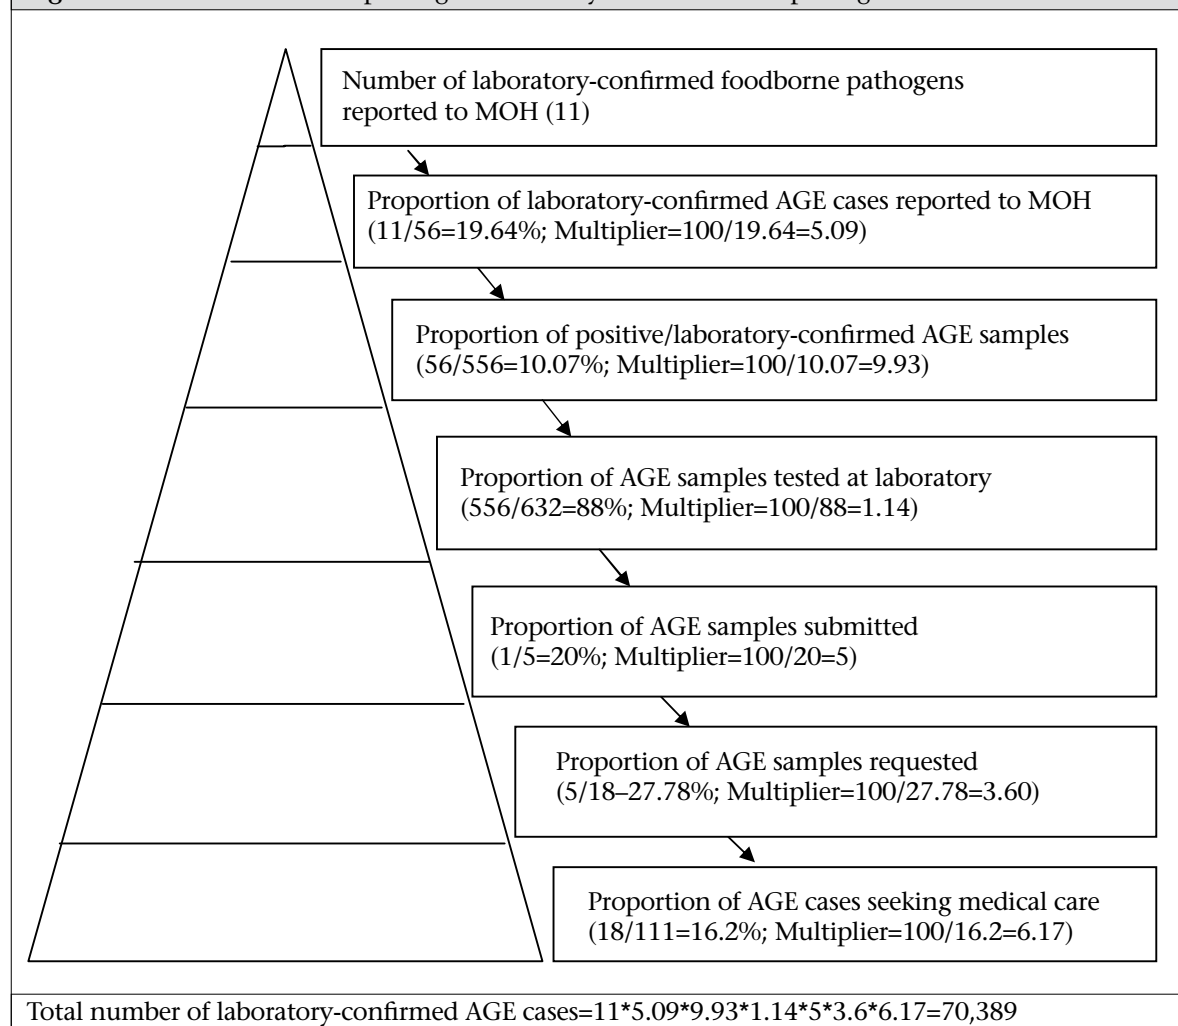 Number of laboratory-confirmed foodborne pathogens
reported to MOH (11)
Proportion of laboratory-confirmed AGE cases reported to MOH
(11/56=19.64%; Multiplier=100/19.64=5.09)
Proportion of positive/laboratory-confirmed AGE samples
(56/556=10.07%; Multiplier=100/10.07=9.93)
Proportion of AGE samples tested at laboratory
(556/632=88%; Multiplier=100/88=1.14)
Proportion of AGE samples submitted
(1/5=20%; Multiplier=100/20=5)
Proportion of AGE samples requested
(5/18–27.78%; Multiplier=100/27.78=3.60)
Proportion of AGE cases seeking medical care
(18/111=16.2%; Multiplier=100/16.2=6.17)
Total number of laboratory-confirmed AGE cases=11*5.09*9.93*1.14*5*3.6*6.17=70,389